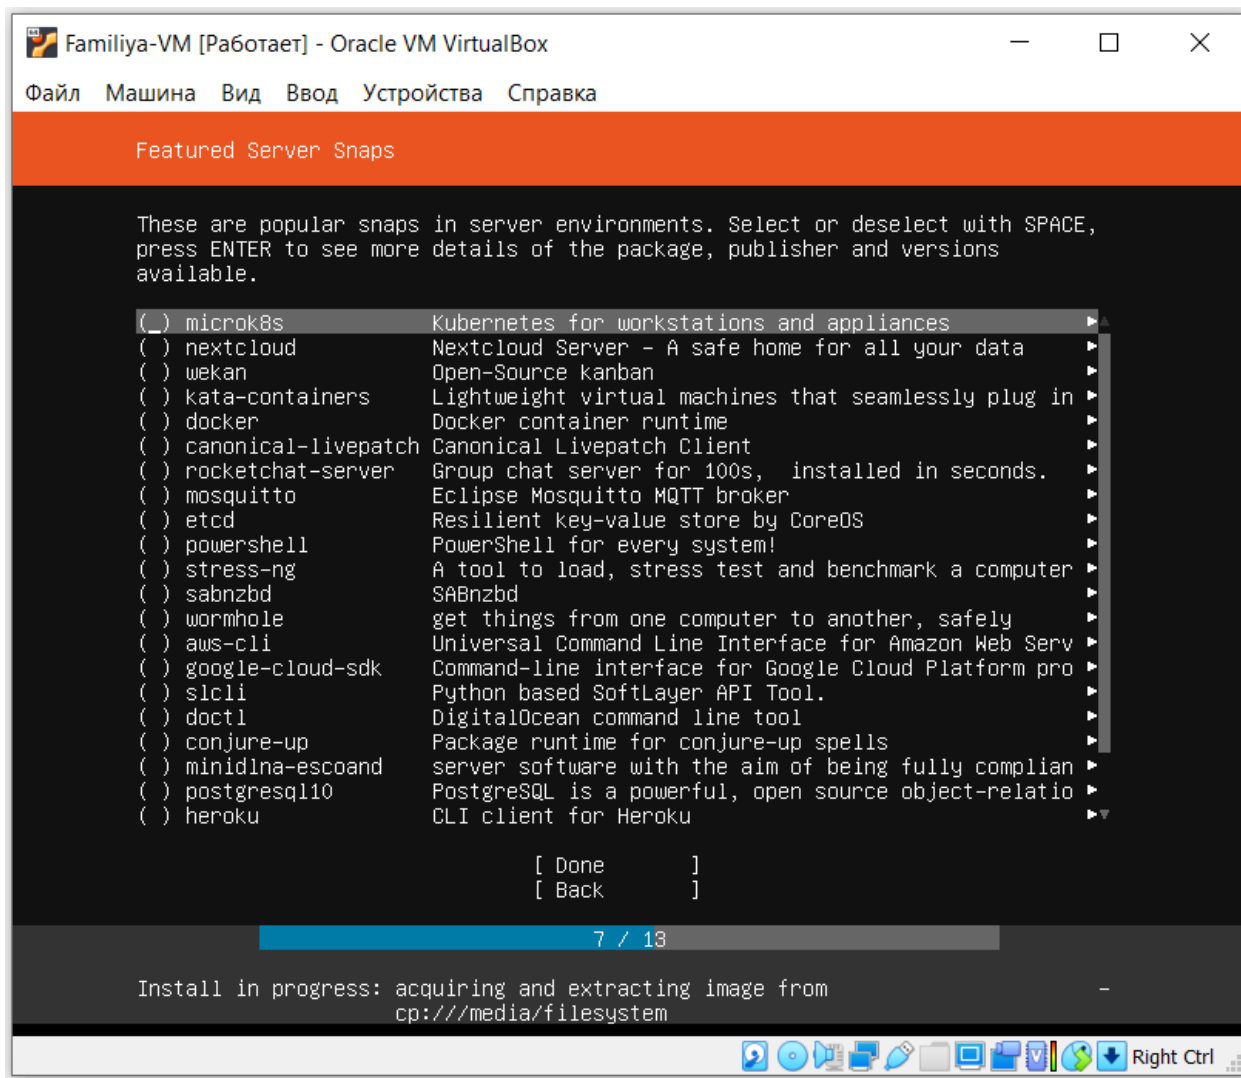 Familiya-VM [Работает] - Oracle VM VirtualBox
Файл Машина Вид Ввод Устройства Справка
Featured Server Snaps
These are popular snaps in server environments. Select or deselect with SPACE,
press ENTER to see more details of the package, publisher and versions
available.
(_) microk8s Kubernetes for workstations and appliances
( ) nextcloud Nextcloud Server - A safe home for all your data
( ) wekan Open-Source kanban
( ) kata-containers Lightweight virtual machines that seamlessly plug in
( ) docker Docker container runtime
( ) canonical-livepatch Canonical Livepatch Client
( ) rocketchat-server Group chat server for 100s,  installed in seconds.
( ) mosquitto Eclipse Mosquitto MQTT broker
( ) etcd Resilient key-value store by CoreOS
( ) powershell PowerShell for every system!
( ) stress-ng A tool to load, stress test and benchmark a computer
( ) sabnzbd SABnzbd
( ) wormhole get things from one computer to another, safely
( ) aws-cli Universal Command Line Interface for Amazon Web Serv
( ) google-cloud-sdk Command-line interface for Google Cloud Platform pro
( ) slcli Python based SoftLayer API Tool.
( ) doctl DigitalOcean command line tool
( ) conjure-up Package runtime for conjure-up spells
( ) minidlna-escoand server software with the aim of being fully complian
( ) postgresql10 PostgreSQL is a powerful, open source object-relatio
( ) heroku CLI client for Heroku
[ Done ]
[ Back ]
7 / 13
Install in progress: acquiring and extracting image from -
cp:///media/filesystem
Right Ctrl